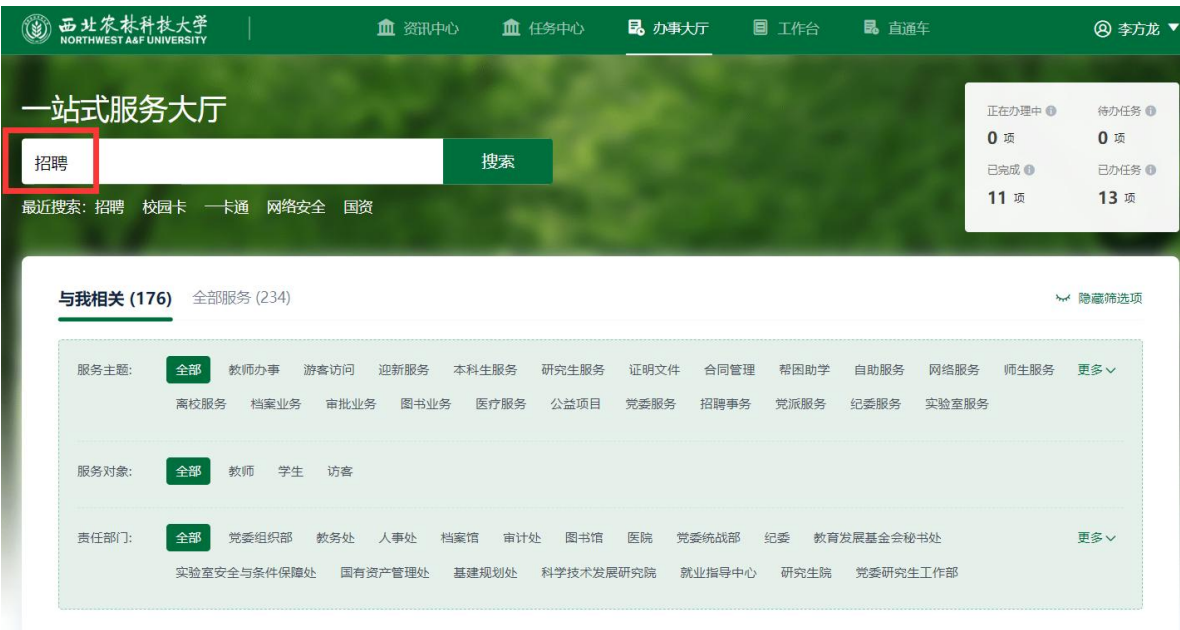 西北农林科技大学
NORTHWEST A&F UNIVERSITY
资讯中心 任务中心 办事大厅 工作台 直通车 李方龙
一站式服务大厅
招聘 搜索
最近搜索: 招聘 校园卡 一卡通 网络安全 国资
正在办理中 待办任务
0 项 0 项
已完成 已办任务
11 项 13 项
与我相关 (176) 全部服务 (234) 隐藏筛选项
服务主题: 全部 教师办事 游客访问 迎新服务 本科生服务 研究生服务 证明文件 合同管理 帮困助学 自助服务 网络服务 师生服务 更多
离校服务 档案业务 审批业务 图书业务 医疗服务 公益项目 党委服务 招聘事务 党派服务 纪委服务 实验室服务
服务对象: 全部 教师 学生 访客
责任部门: 全部 党委组织部 教务处 人事处 档案馆 审计处 图书馆 医院 党委统战部 纪委 教育发展基金会秘书处 更多
实验室安全与条件保障处 国有资产管理处 基建规划处 科学技术发展研究院 就业指导中心 研究生院 党委研究生工作部